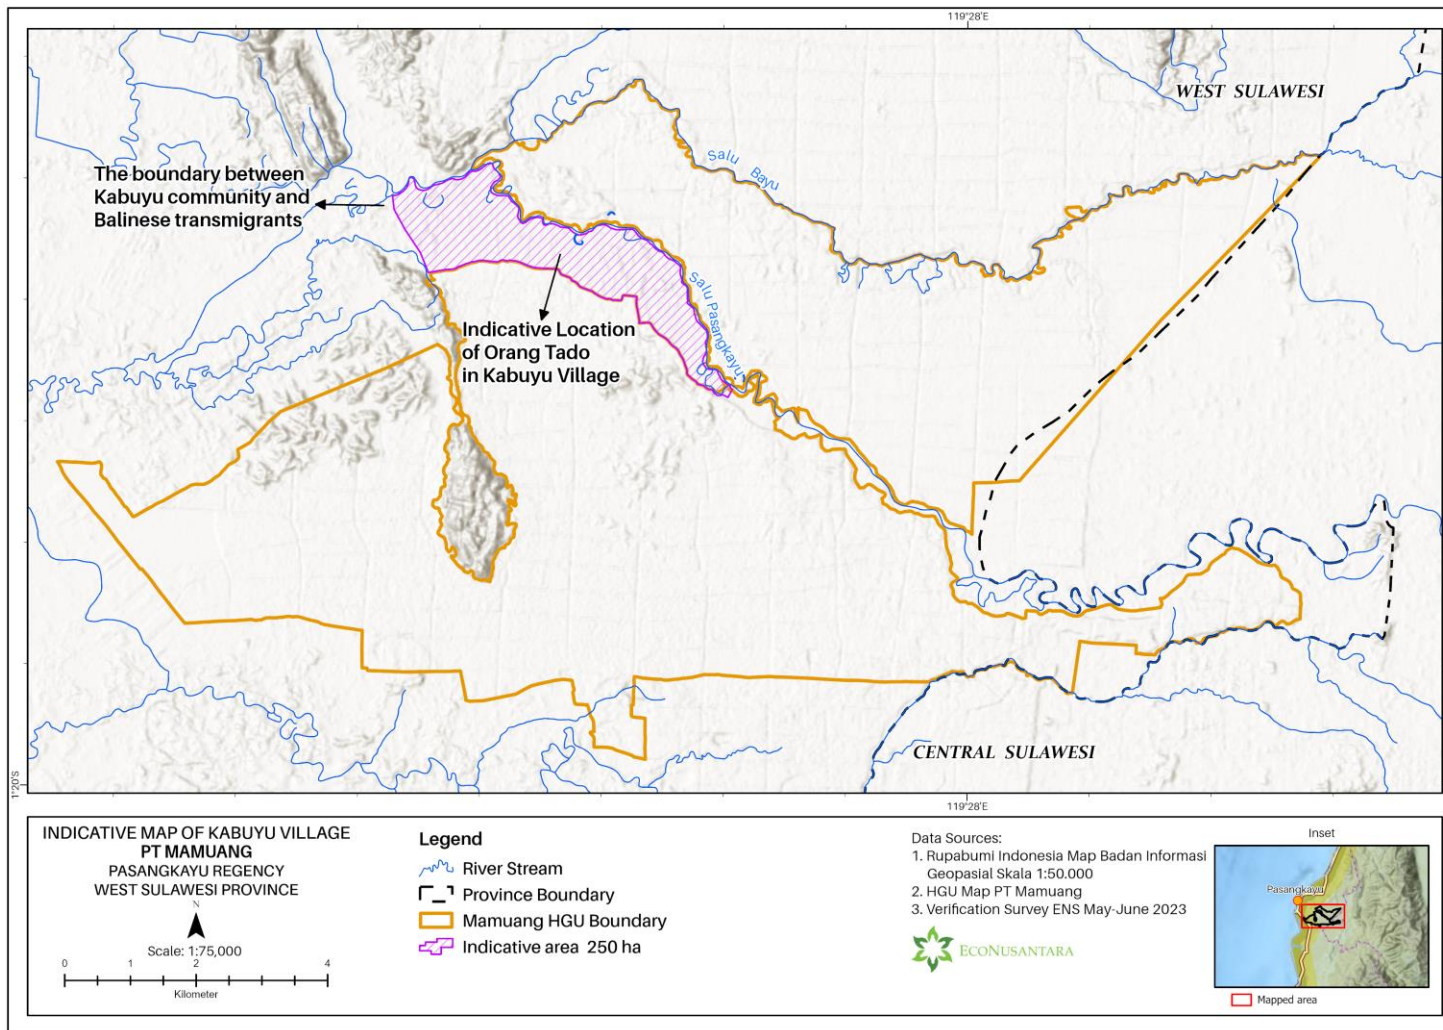 119°28'E
WEST SULAWESI
The boundary between
Kabuyu community and
Balinese transmigrants
Salu Bayu
Salu Pasangkayu
Indicative Location
of Orang Tado
in Kabuyu Village
CENTRAL SULAWESI
1°20'S
119°28'E
INDICATIVE MAP OF KABUYU VILLAGE
PT MAMUANG
PASANGKAYU REGENCY
WEST SULAWESI PROVINCE
N
Scale: 1:75,000
0 1 2 4
Kilometer
Legend
River Stream
Province Boundary
Mamuang HGU Boundary
Indicative area 250 ha
Data Sources:
1. Rupabumi Indonesia Map Badan Informasi
Geopasial Skala 1:50.000
2. HGU Map PT Mamuang
3. Verification Survey ENS May-June 2023
ECONUSANTARA
Inset
Pasangkayu
Mapped area